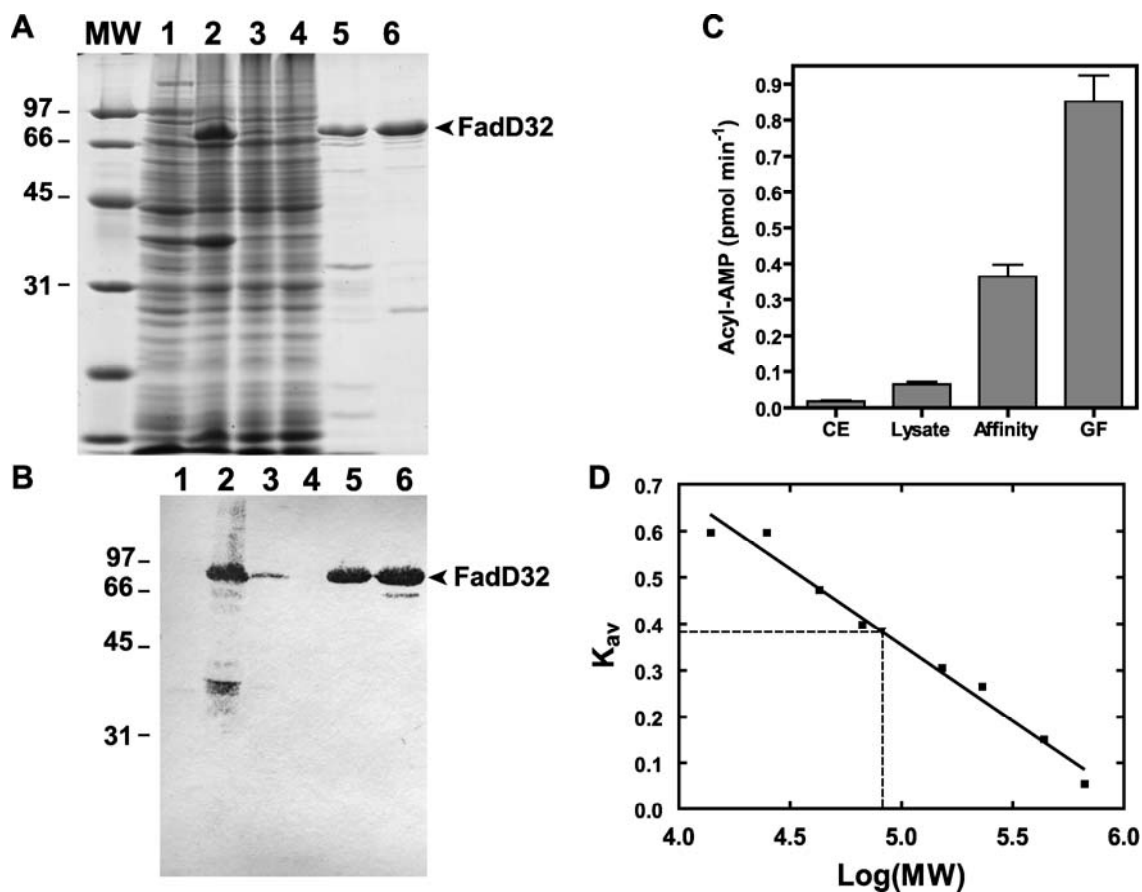 A
MW 1 2 3 4 5 6
97
66
45
31
FadD32
B
1 2 3 4 5 6
97
66
45
31
FadD32
C
Acyl-AMP (pmol min⁻¹)
0.9
0.8
0.7
0.6
0.5
0.4
0.3
0.2
0.1
0.0
CE Lysate Affinity GF
D
Kav
0.7
0.6
0.5
0.4
0.3
0.2
0.1
0.0
4.0 4.5 5.0 5.5 6.0
Log(MW)